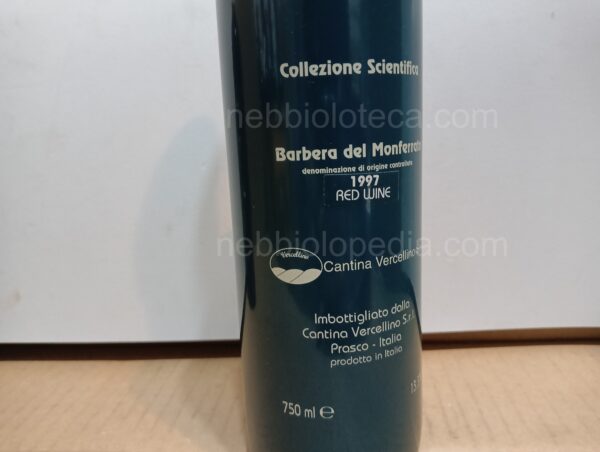 Collezione Scientifica
nebbioloteca.com
Barbera del Monferrato
denominazione di origine controllata
1997
RED WINE
nebbiolopedia.com
Vercellino
Cantina Vercellino
Imbottigliato dalla
Cantina Vercellino S.r.l.
Prasco - Italia
prodotto in Italia
750 ml e